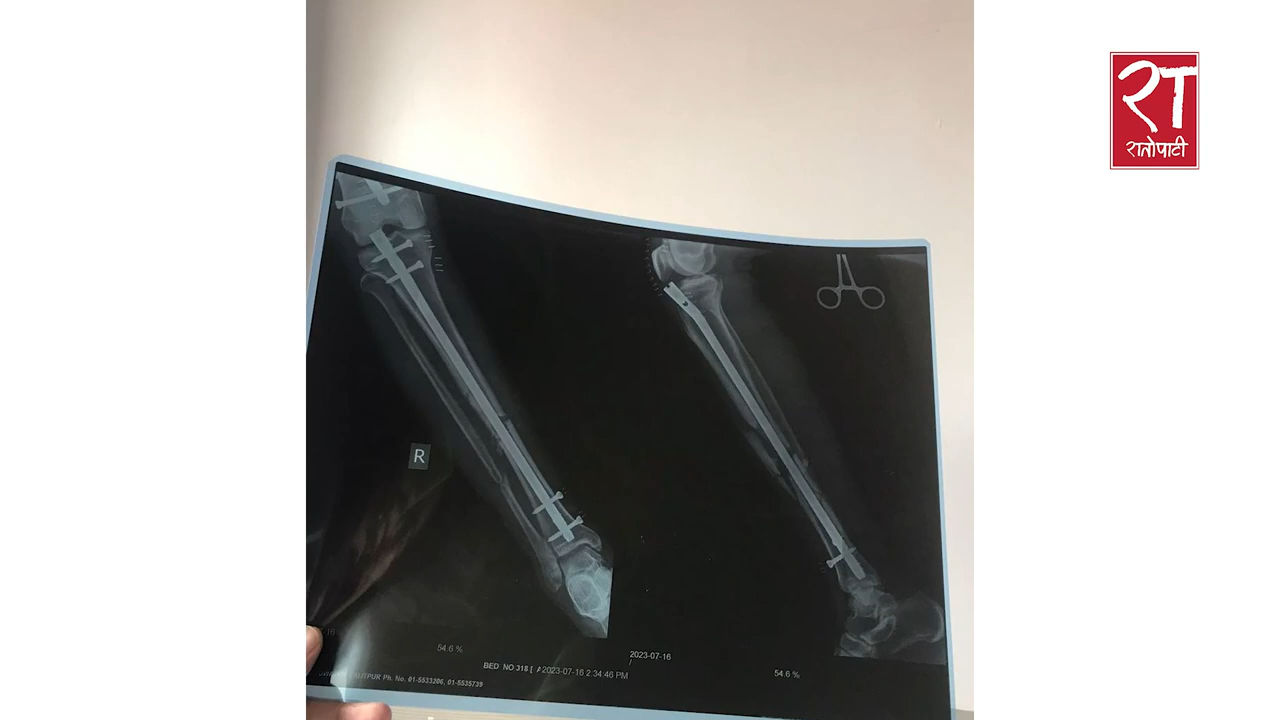 रा
रातोपाटी
R
54.6 %
2023-07-16
/
BED NO 318 [ A2023-07-16 2:34:46 PM
54.6 %
Ph. No. 01-5533206, 01-5535739